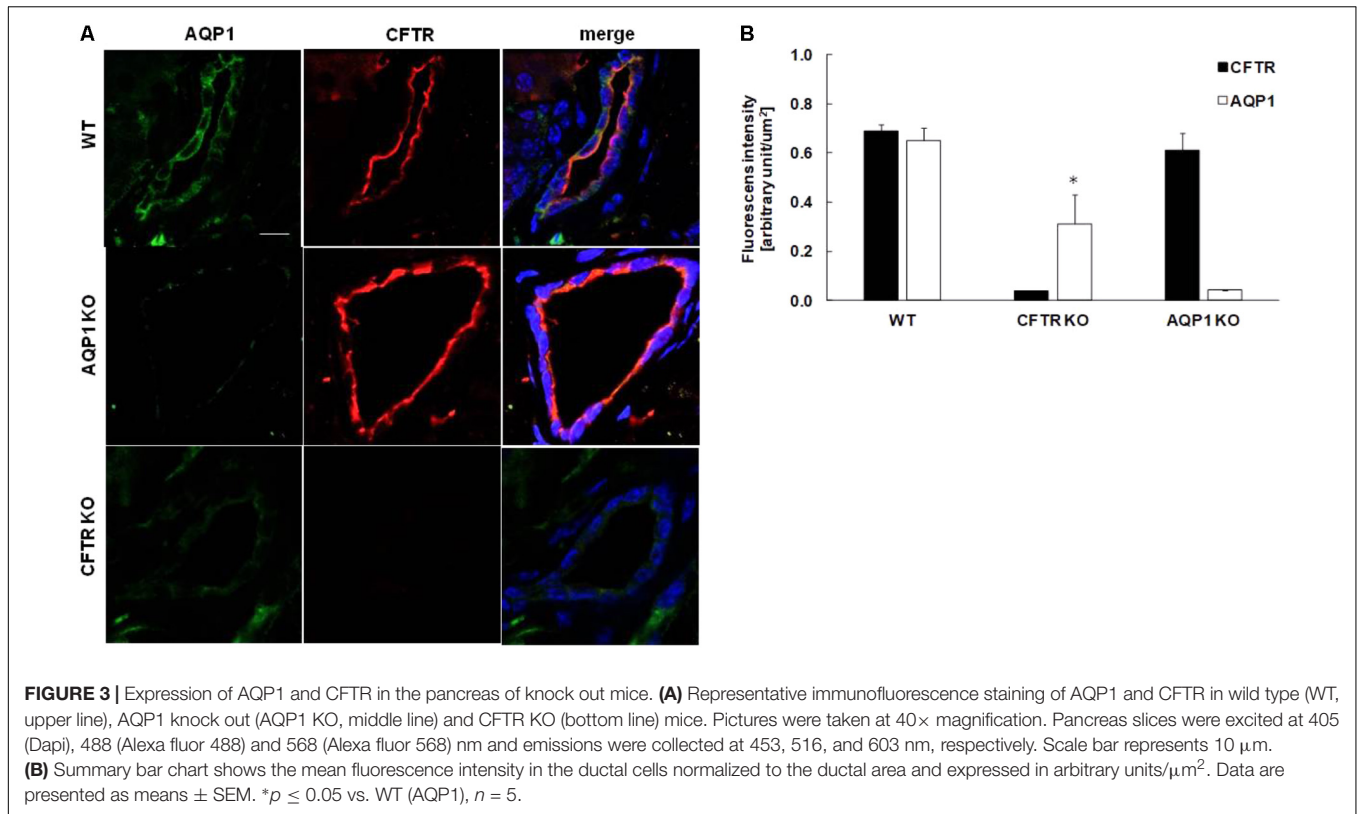 A
AQP1 CFTR merge
WT
AQP1 KO
CFTR KO
B
Fluorescens intensity
[arbitrary unit/um²]
1.0
0.8
0.6
0.4
0.2
0.0
CFTR
AQP1
*
WT CFTR KO AQP1 KO
FIGURE 3 | Expression of AQP1 and CFTR in the pancreas of knock out mice. (A) Representative immunofluorescence staining of AQP1 and CFTR in wild type (WT,
upper line), AQP1 knock out (AQP1 KO, middle line) and CFTR KO (bottom line) mice. Pictures were taken at 40× magnification. Pancreas slices were excited at 405
(Dapi), 488 (Alexa fluor 488) and 568 (Alexa fluor 568) nm and emissions were collected at 453, 516, and 603 nm, respectively. Scale bar represents 10 μm.
(B) Summary bar chart shows the mean fluorescence intensity in the ductal cells normalized to the ductal area and expressed in arbitrary units/μm². Data are
presented as means ± SEM. *p ≤ 0.05 vs. WT (AQP1), n = 5.